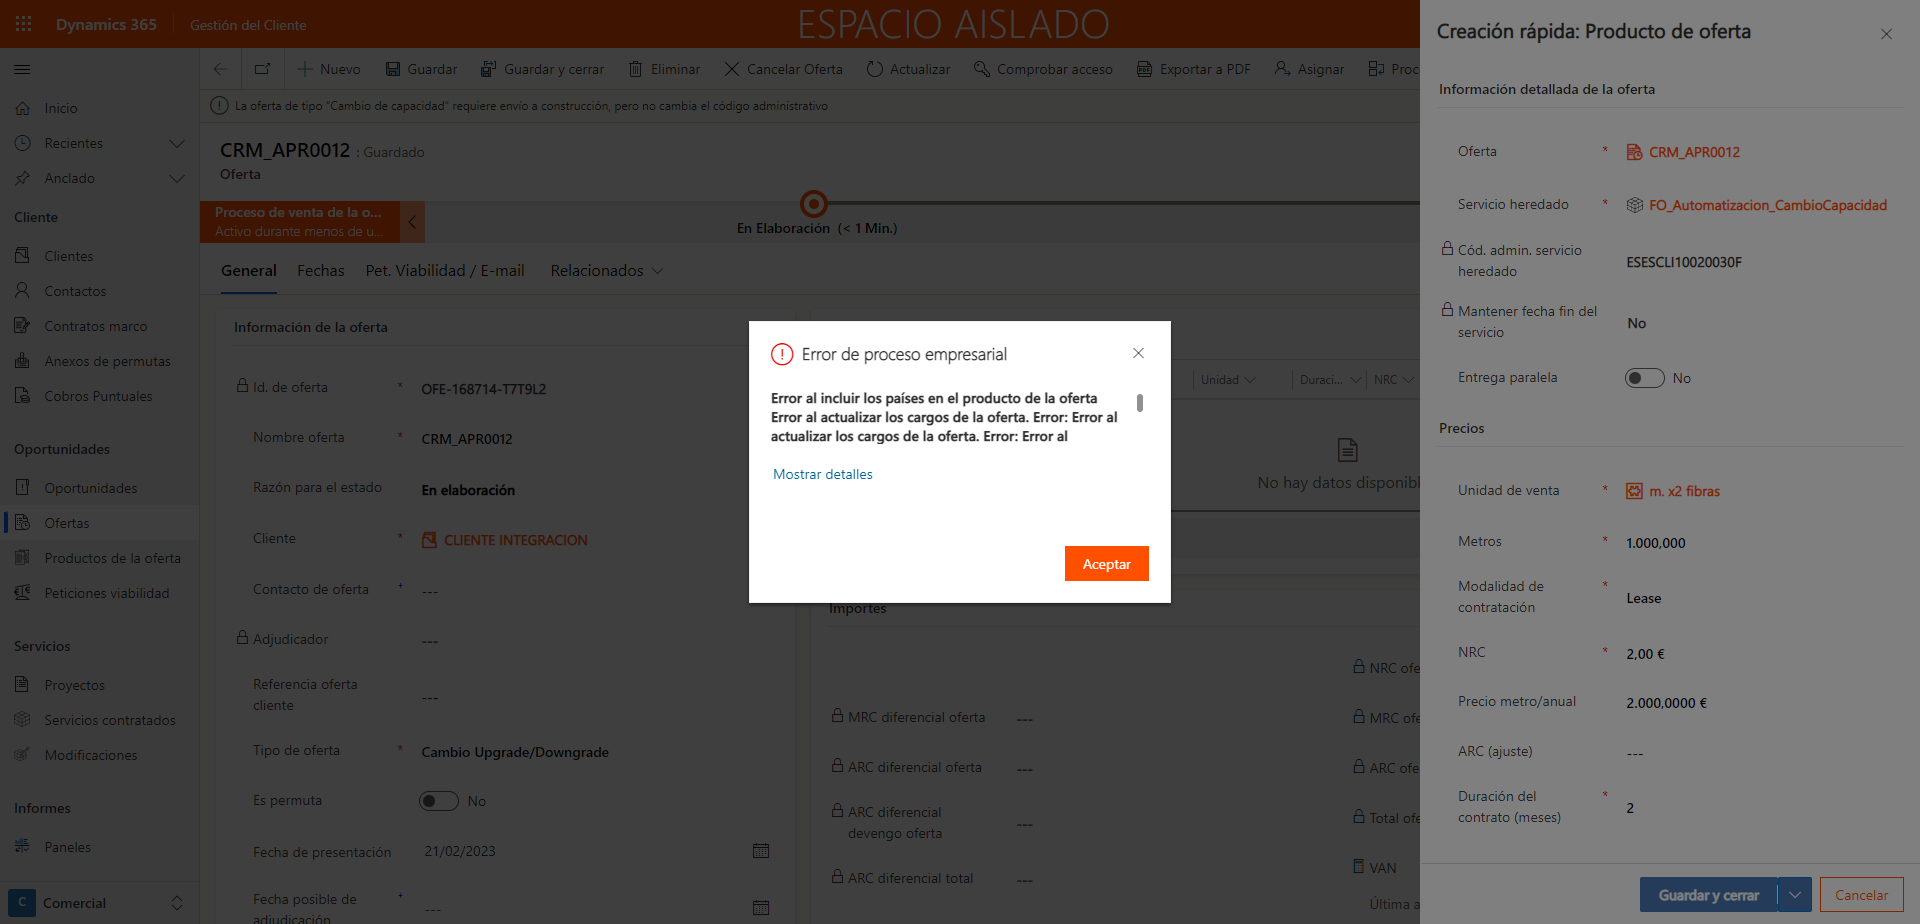 Dynamics 365
Gestión del Cliente
ESPACIO AISLADO
Nuevo
Guardar
Guardar y cerrar
Eliminar
Cancelar Oferta
Actualizar
Comprobar acceso
Exportar a PDF
Asignar
Proc
La oferta de tipo "Cambio de capacidad" requiere envío a construcción, pero no cambia el código administrativo
Inicio
Recientes
Anclado
Cliente
Clientes
Contactos
Contratos marco
Anexos de permutas
Cobros Puntuales
Oportunidades
Oportunidades
Ofertas
Productos de la oferta
Peticiones viabilidad
Servicios
Proyectos
Servicios contratados
Modificaciones
Informes
Paneles
C Comercial
CRM_APR0012 : Guardado
Oferta
Proceso de venta de la o...
Activo durante menos de u...
En Elaboración (< 1 Min.)
General
Fechas
Pet. Viabilidad / E-mail
Relacionados
Información de la oferta
Id. de oferta * OFE-168714-T7T9L2
Nombre oferta * CRM_APR0012
Razón para el estado En elaboración
Cliente * CLIENTE INTEGRACION
Contacto de oferta + ---
Adjudicador ---
Referencia oferta
cliente ---
Tipo de oferta * Cambio Upgrade/Downgrade
Es permuta No
Fecha de presentación 21/02/2023
Fecha posible de
adjudicación + ---
Unidad
Duraci...
NRC
No hay datos disponibl
Importes
NRC ofe
MRC diferencial oferta ---
MRC ofe
ARC diferencial oferta ---
ARC ofe
ARC diferencial
devengo oferta ---
Total ofe
VAN
ARC diferencial total ---
Última a
Error de proceso empresarial
Error al incluir los países en el producto de la oferta
Error al actualizar los cargos de la oferta. Error: Error al
actualizar los cargos de la oferta. Error: Error al
Mostrar detalles
Aceptar
Creación rápida: Producto de oferta
Información detallada de la oferta
Oferta * CRM_APR0012
Servicio heredado * FO_Automatizacion_CambioCapacidad
Cód. admin. servicio
heredado ESESCLI10020030F
Mantener fecha fin del
servicio No
Entrega paralela No
Precios
Unidad de venta * m. x2 fibras
Metros * 1.000,000
Modalidad de
contratación * Lease
NRC * 2,00 €
Precio metro/anual 2.000,0000 €
ARC (ajuste) ---
Duración del
contrato (meses) * 2
Guardar y cerrar
Cancelar